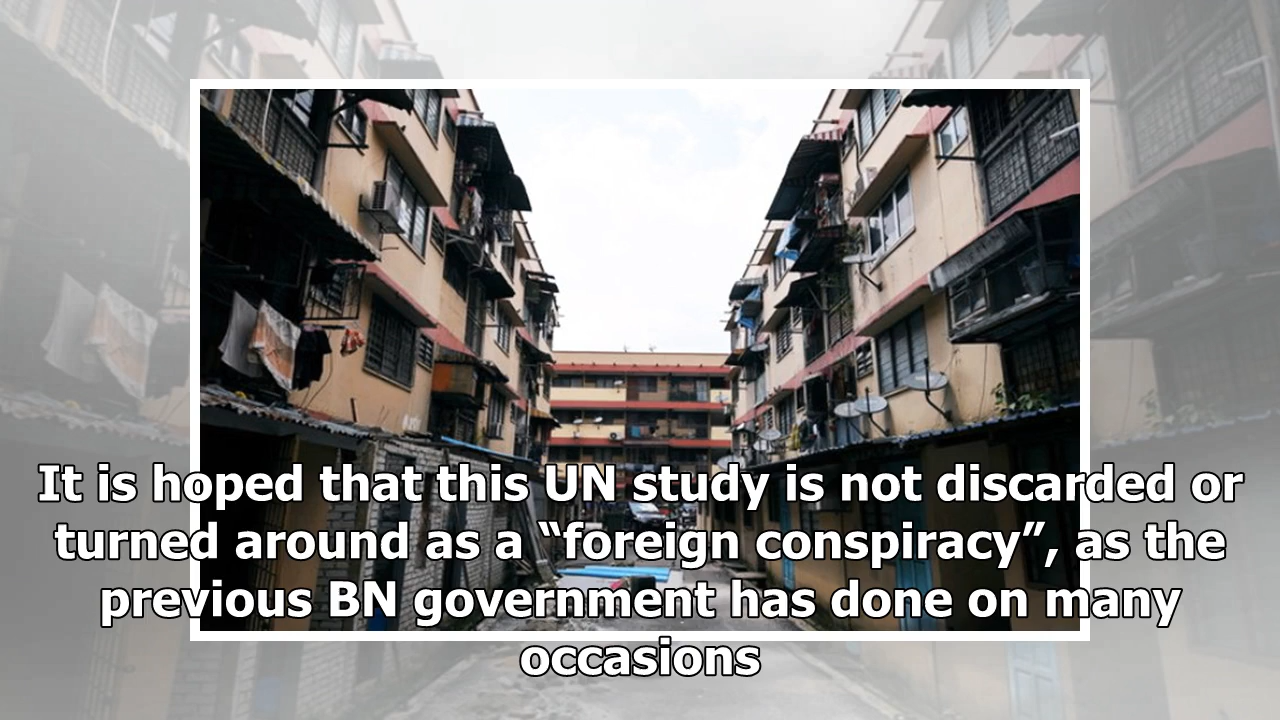 It is hoped that this UN study is not discarded or
turned around as a “foreign conspiracy”, as the
previous BN government has done on many
occasions